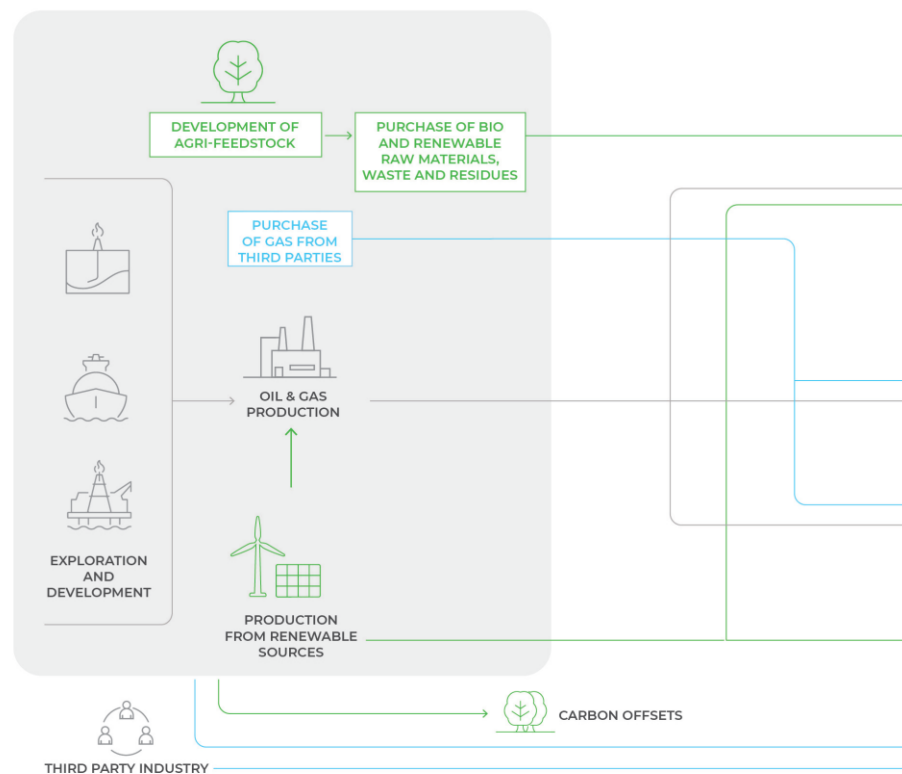 DEVELOPMENT OF
AGRI-FEEDSTOCK
PURCHASE OF BIO
AND RENEWABLE
RAW MATERIALS,
WASTE AND RESIDUES
PURCHASE
OF GAS FROM
THIRD PARTIES
OIL & GAS
PRODUCTION
EXPLORATION
AND
DEVELOPMENT
PRODUCTION
FROM RENEWABLE
SOURCES
CARBON OFFSETS
THIRD PARTY INDUSTRY